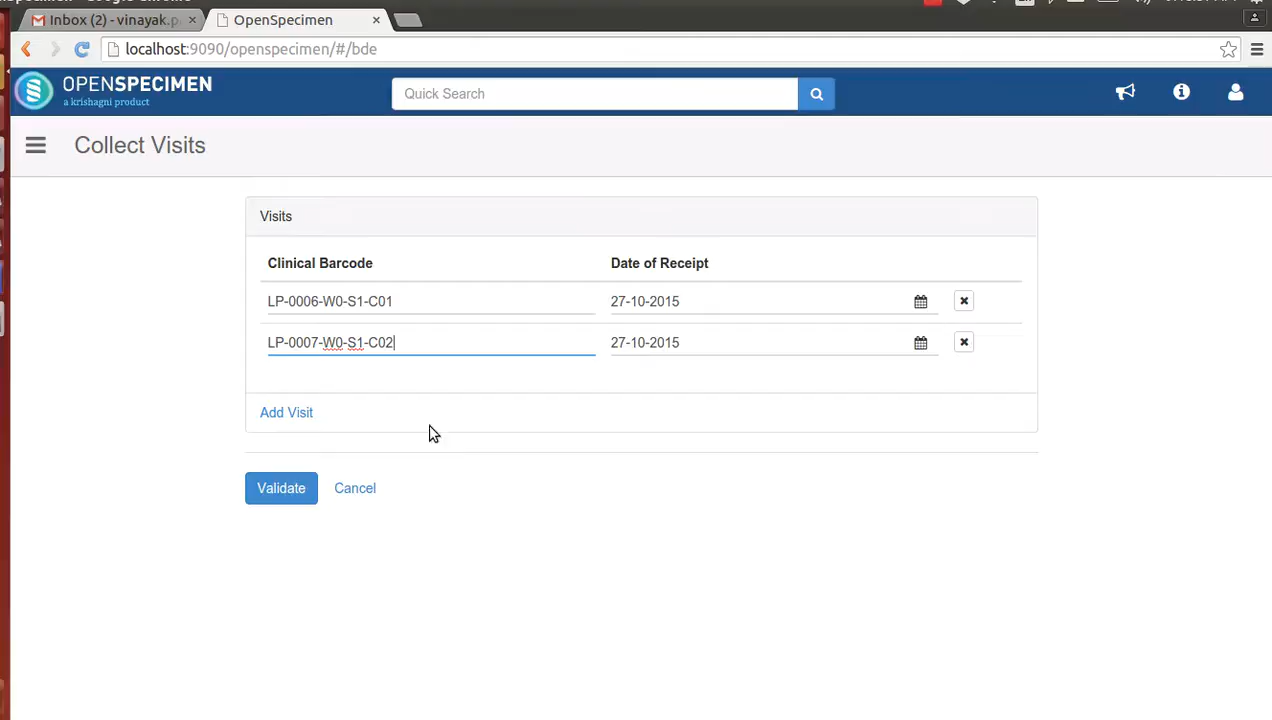 Inbox (2) - vinayak.p
OpenSpecimen
localhost:9090/openspecimen/#/bde
OPENSPECIMEN
a krishagni product
Quick Search
Collect Visits
Visits
Clinical Barcode Date of Receipt
LP-0006-W0-S1-C01 27-10-2015
LP-0007-W0-S1-C02 27-10-2015
Add Visit
Validate Cancel